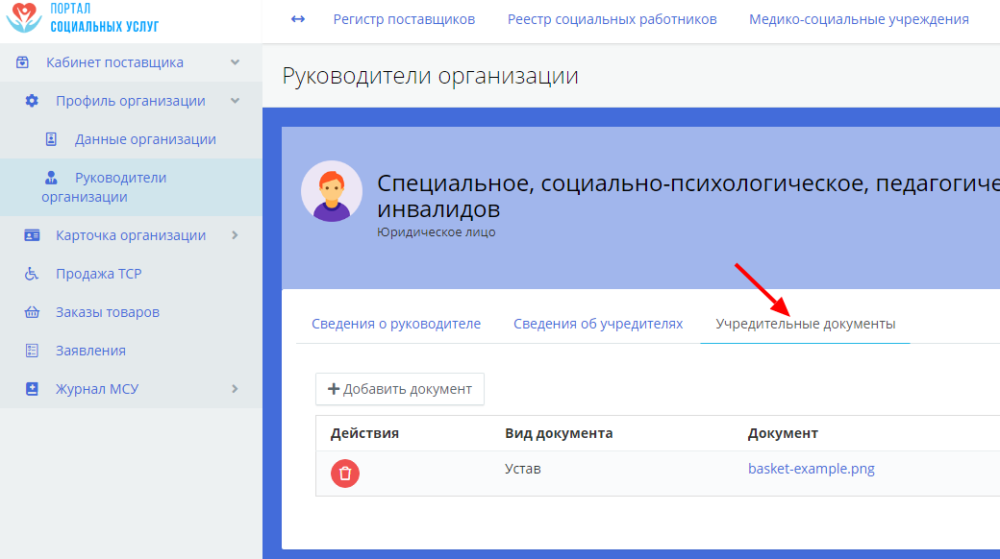 ПОРТАЛ
СОЦИАЛЬНЫХ УСЛУГ
Регистр поставщиков
Реестр социальных работников
Медико-социальные учреждения
Кабинет поставщика
Профиль организации
Данные организации
Руководители
организации
Карточка организации
Продажа ТСР
Заказы товаров
Заявления
Журнал МСУ
Руководители организации
Специальное, социально-психологическое, педагогиче
инвалидов
Юридическое лицо
Сведения о руководителе
Сведения об учредителях
Учредительные документы
Добавить документ
Действия Вид документа Документ
Устав basket-example.png